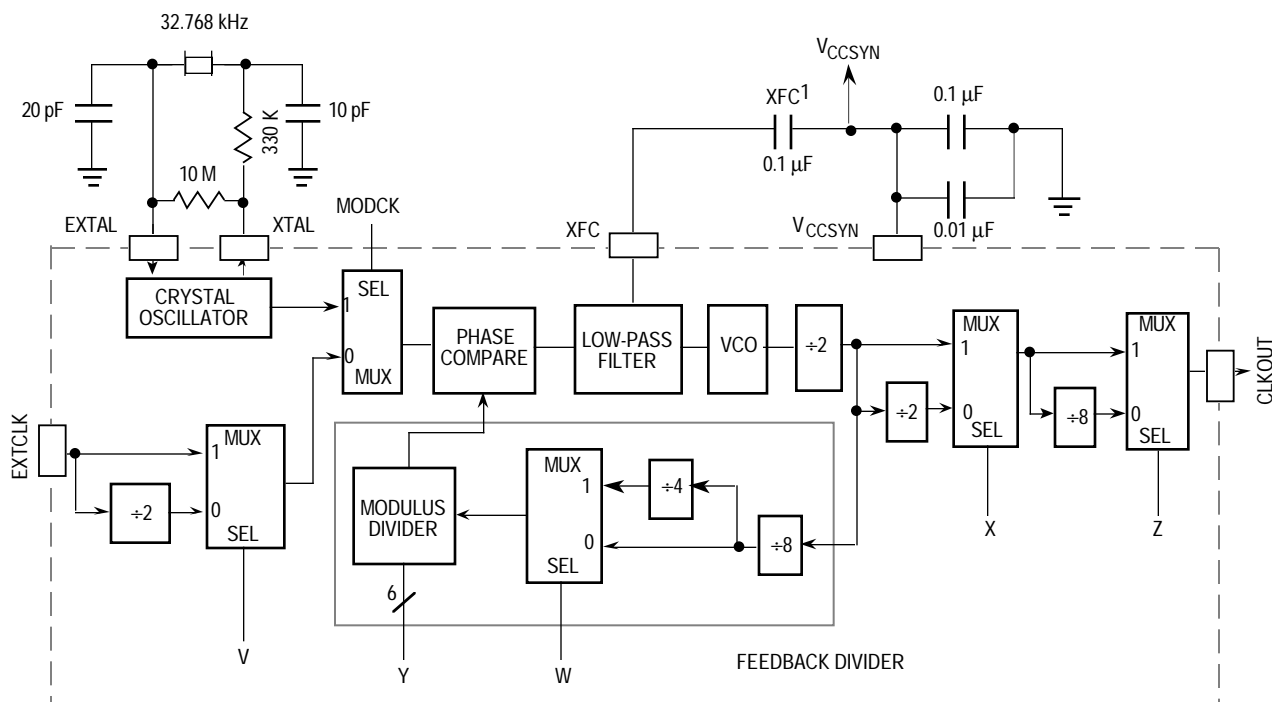 32.768 kHz
20 pF
10 pF
330 K
10 M
EXTAL
XTAL
MODCK
XFC
VCCSYN
XFC1
0.1 µF
0.1 µF
0.01 µF
VCCSYN
CRYSTAL
OSCILLATOR
SEL
1
0
MUX
PHASE
COMPARE
LOW-PASS
FILTER
VCO
÷2
÷2
MUX
1
0
SEL
÷8
MUX
1
0
SEL
CLKOUT
EXTCLK
÷2
MUX
1
0
SEL
MODULUS
DIVIDER
MUX
1
0
SEL
÷4
÷8
6
X
Z
V
Y
W
FEEDBACK DIVIDER